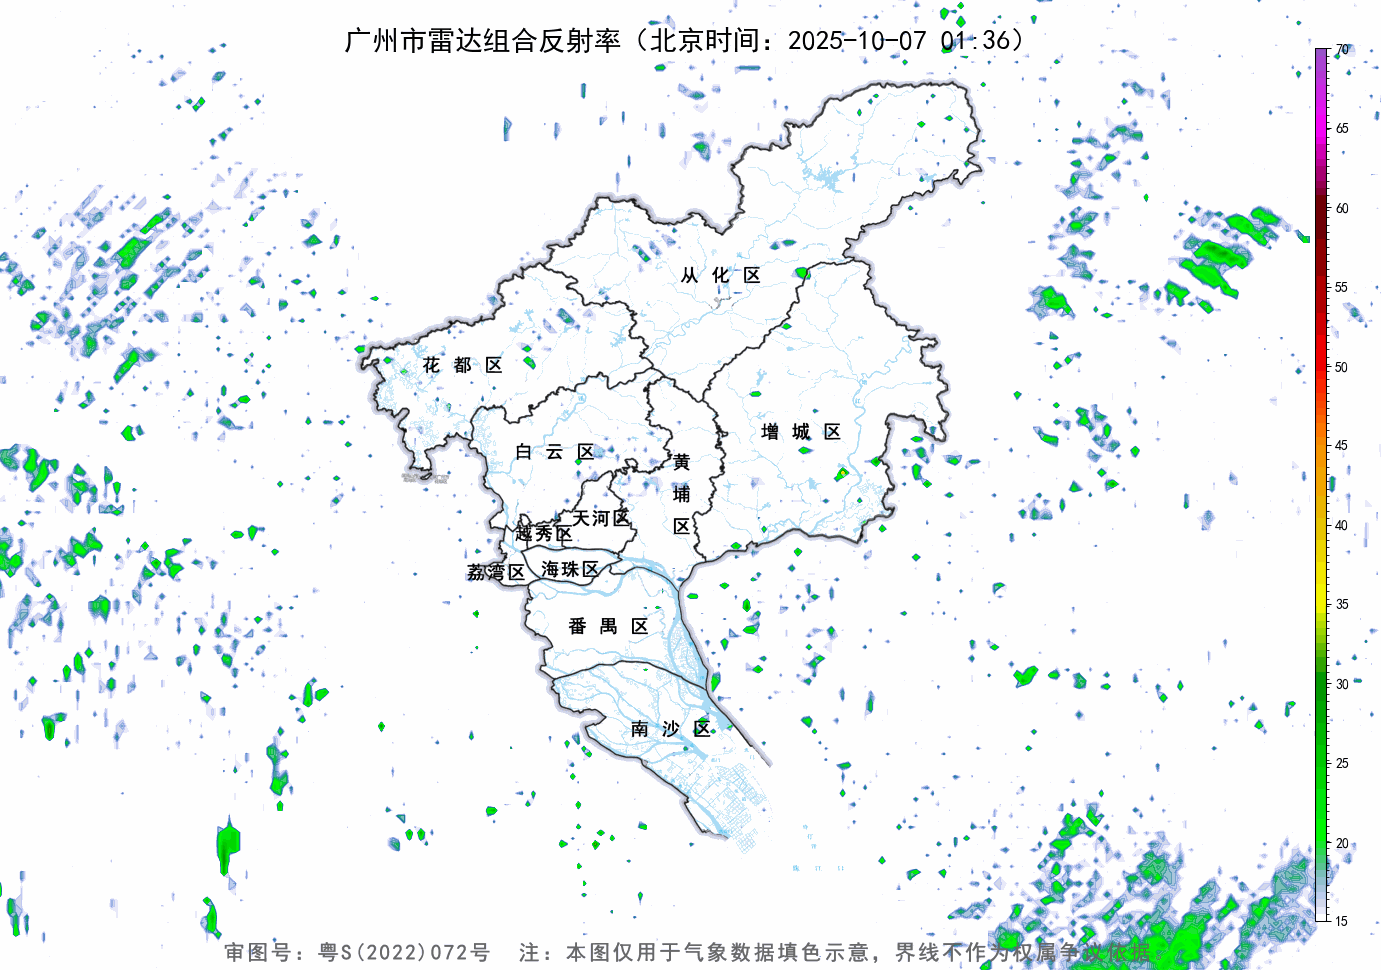 广州市雷达组合反射率（北京时间：2025-10-07 01:36）
70
65
60
55
50
45
40
35
30
25
20
15
从化区
花都区
增城区
白云区
黄埔区
天河区
越秀区
荔湾区
海珠区
番禺区
南沙区
审图号：粤S(2022)072号 注：本图仅用于气象数据填色示意，界线不作为权属争议依据。